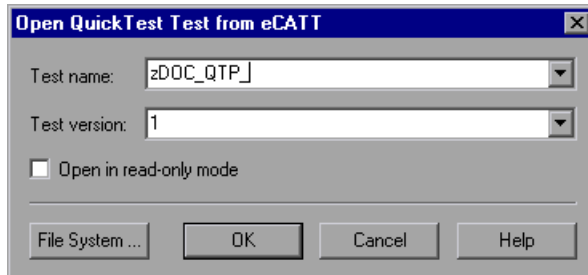 Open QuickTest Test from eCATT
Test name: zDOC_QTP_
Test version: 1
Open in read-only mode
File System ... OK Cancel Help